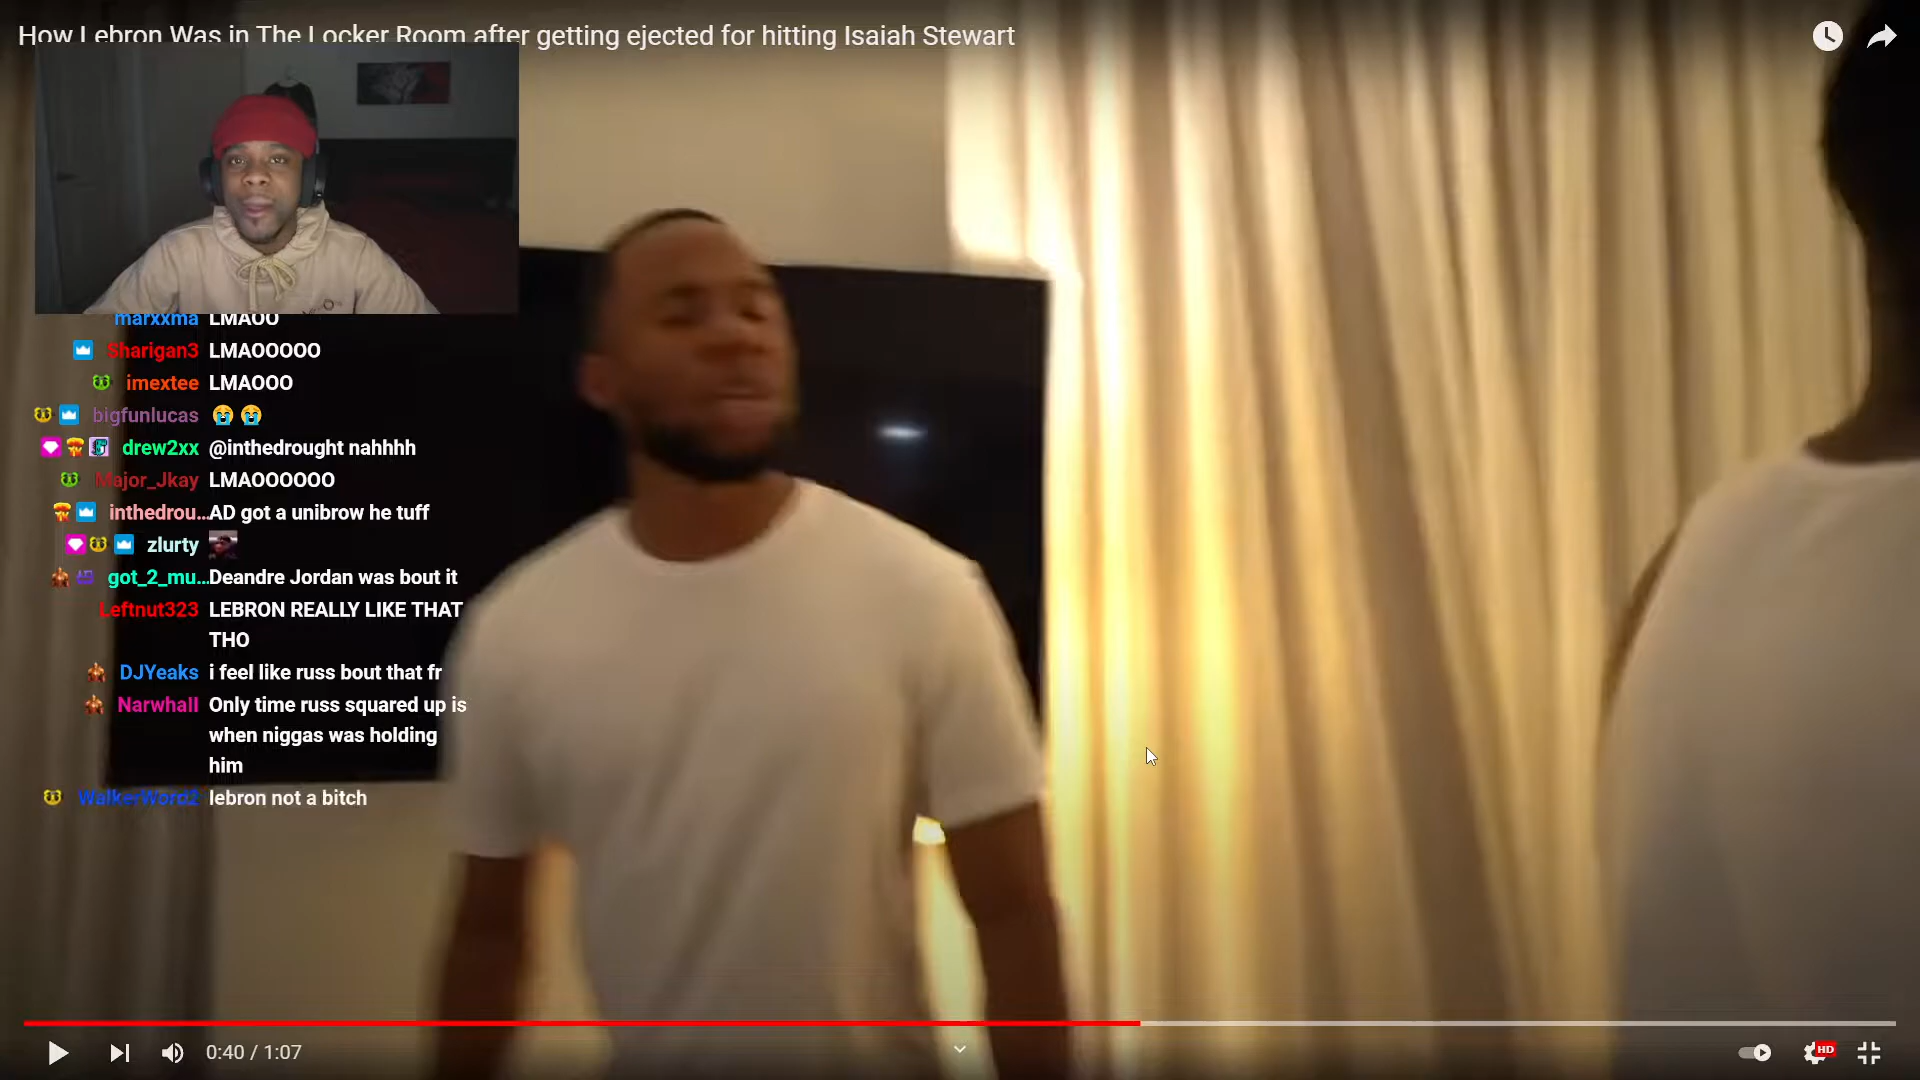 How Lebron Was in The Locker Room after getting ejected for hitting Isaiah Stewart
marxxma LMAOO
Sharigan3 LMAOOOOO
imextee LMAOOO
bigfunlucas 😭 😭
drew2xx @inthedrought nahhhh
Major_Jkay LMAOOOOOO
inthedrou... AD got a unibrow he tuff
zlurty
got_2_mu... Deandre Jordan was bout it
Leftnut323 LEBRON REALLY LIKE THAT
THO
DJYeaks i feel like russ bout that fr
Narwhall Only time russ squared up is
when niggas was holding
him
WalkerWord2 lebron not a bitch
0:40 / 1:07
HD